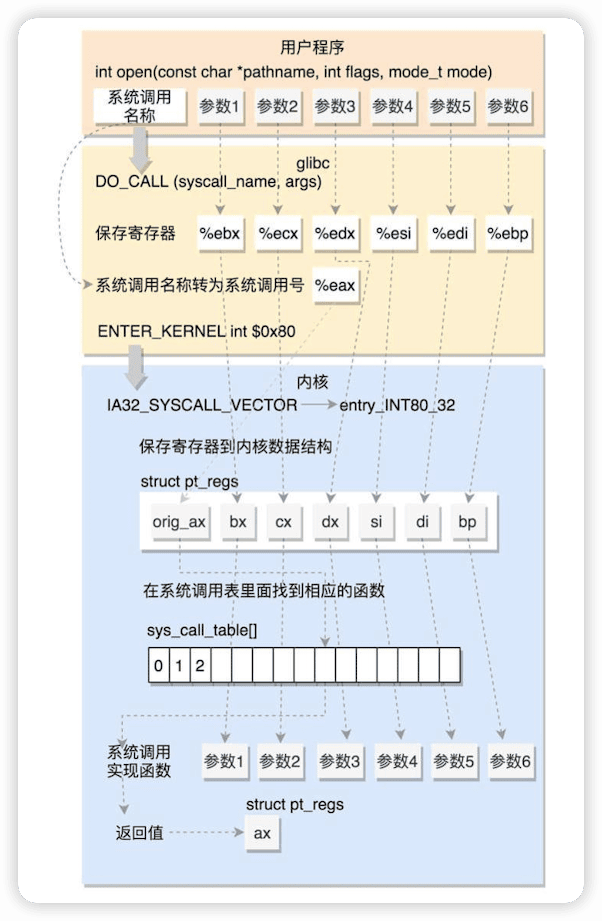 用户程序
int open(const char *pathname, int flags, mode_t mode)
系统调用
名称
参数1 参数2 参数3 参数4 参数5 参数6
glibc
DO_CALL (syscall_name, args)
保存寄存器 %ebx %ecx %edx %esi %edi %ebp
系统调用名称转为系统调用号 %eax
ENTER_KERNEL int $0x80
内核
IA32_SYSCALL_VECTOR entry_INT80_32
保存寄存器到内核数据结构
struct pt_regs
orig_ax bx cx dx si di bp
在系统调用表里面找到相应的函数
sys_call_table[]
0 1 2
系统调用
实现函数
参数1 参数2 参数3 参数4 参数5 参数6
struct pt_regs
返回值 ax